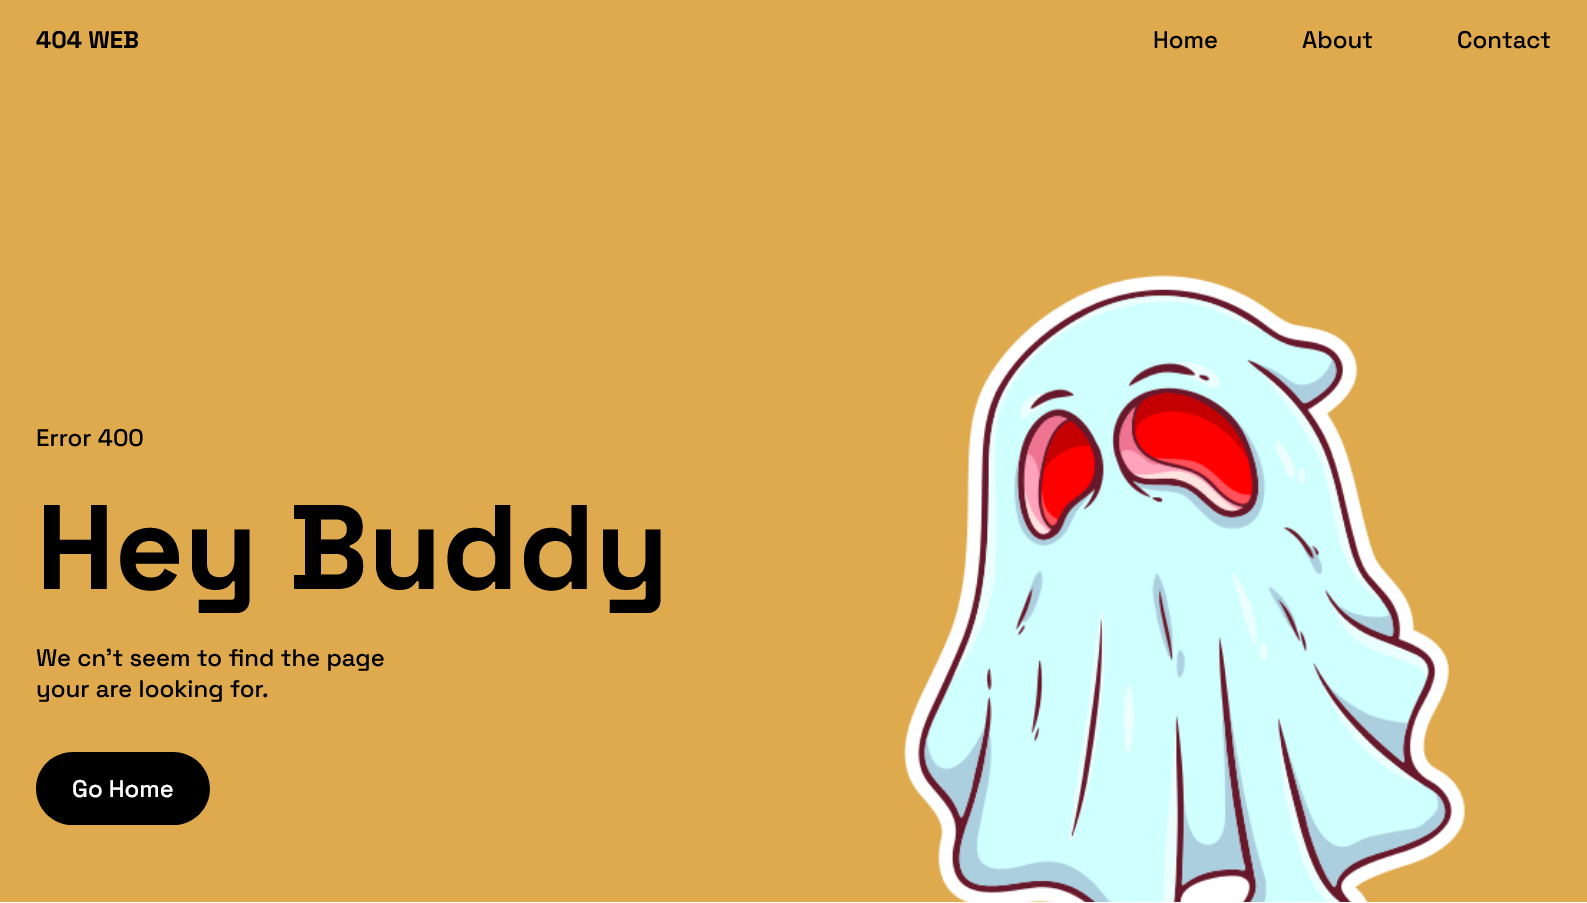 404 WEB
Home
About
Contact
Error 400
Hey Buddy
We cn't seem to find the page
your are looking for.
Go Home